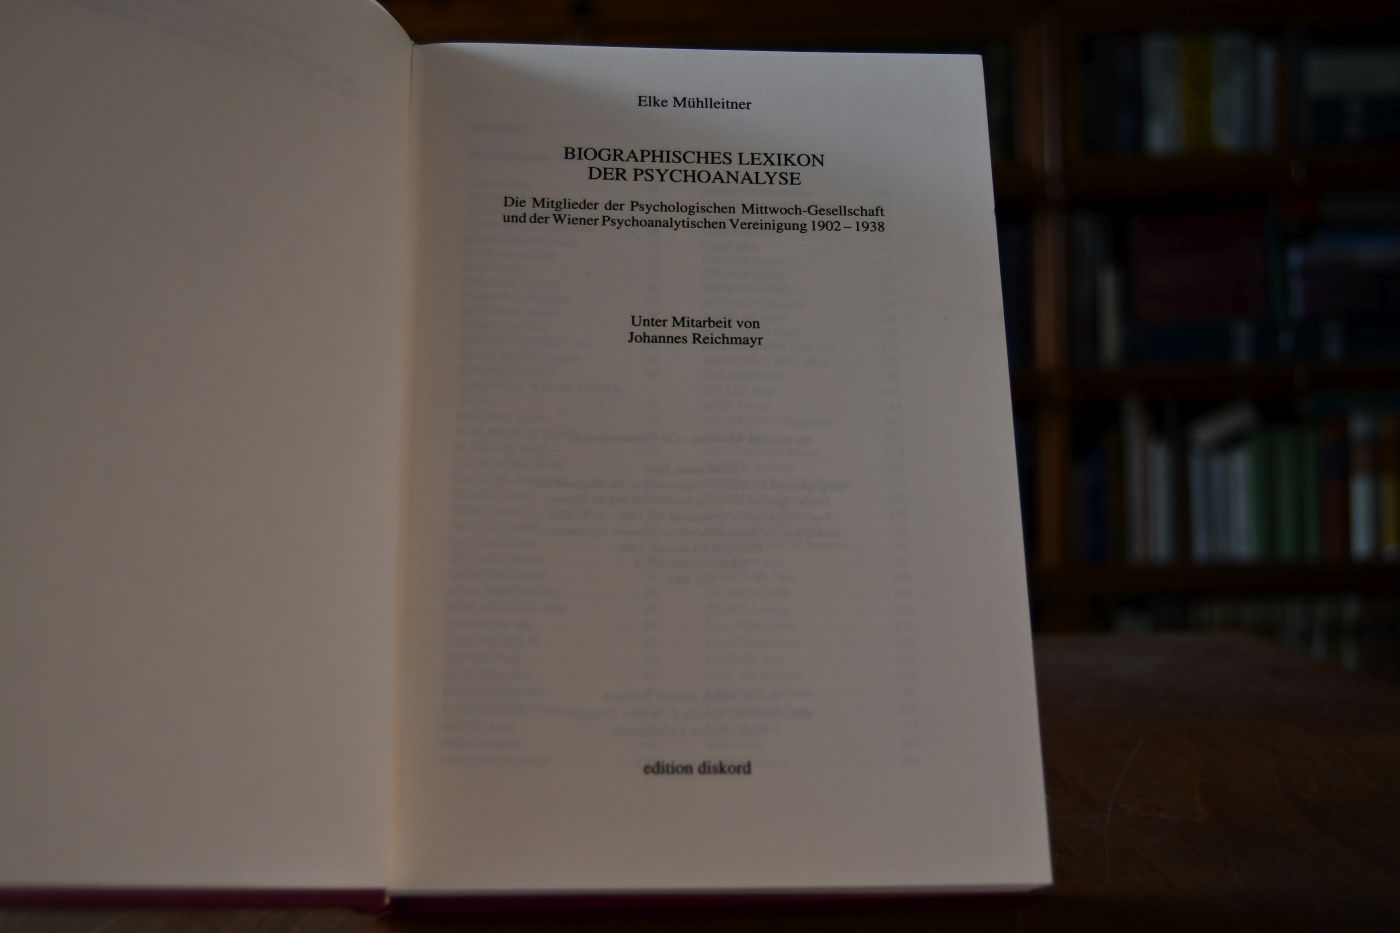 Elke Mühlleitner
BIOGRAPHISCHES LEXIKON
DER PSYCHOANALYSE
Die Mitglieder der Psychologischen Mittwoch-Gesellschaft
und der Wiener Psychoanalytischen Vereinigung 1902 – 1938
Unter Mitarbeit von
Johannes Reichmayr
edition diskord